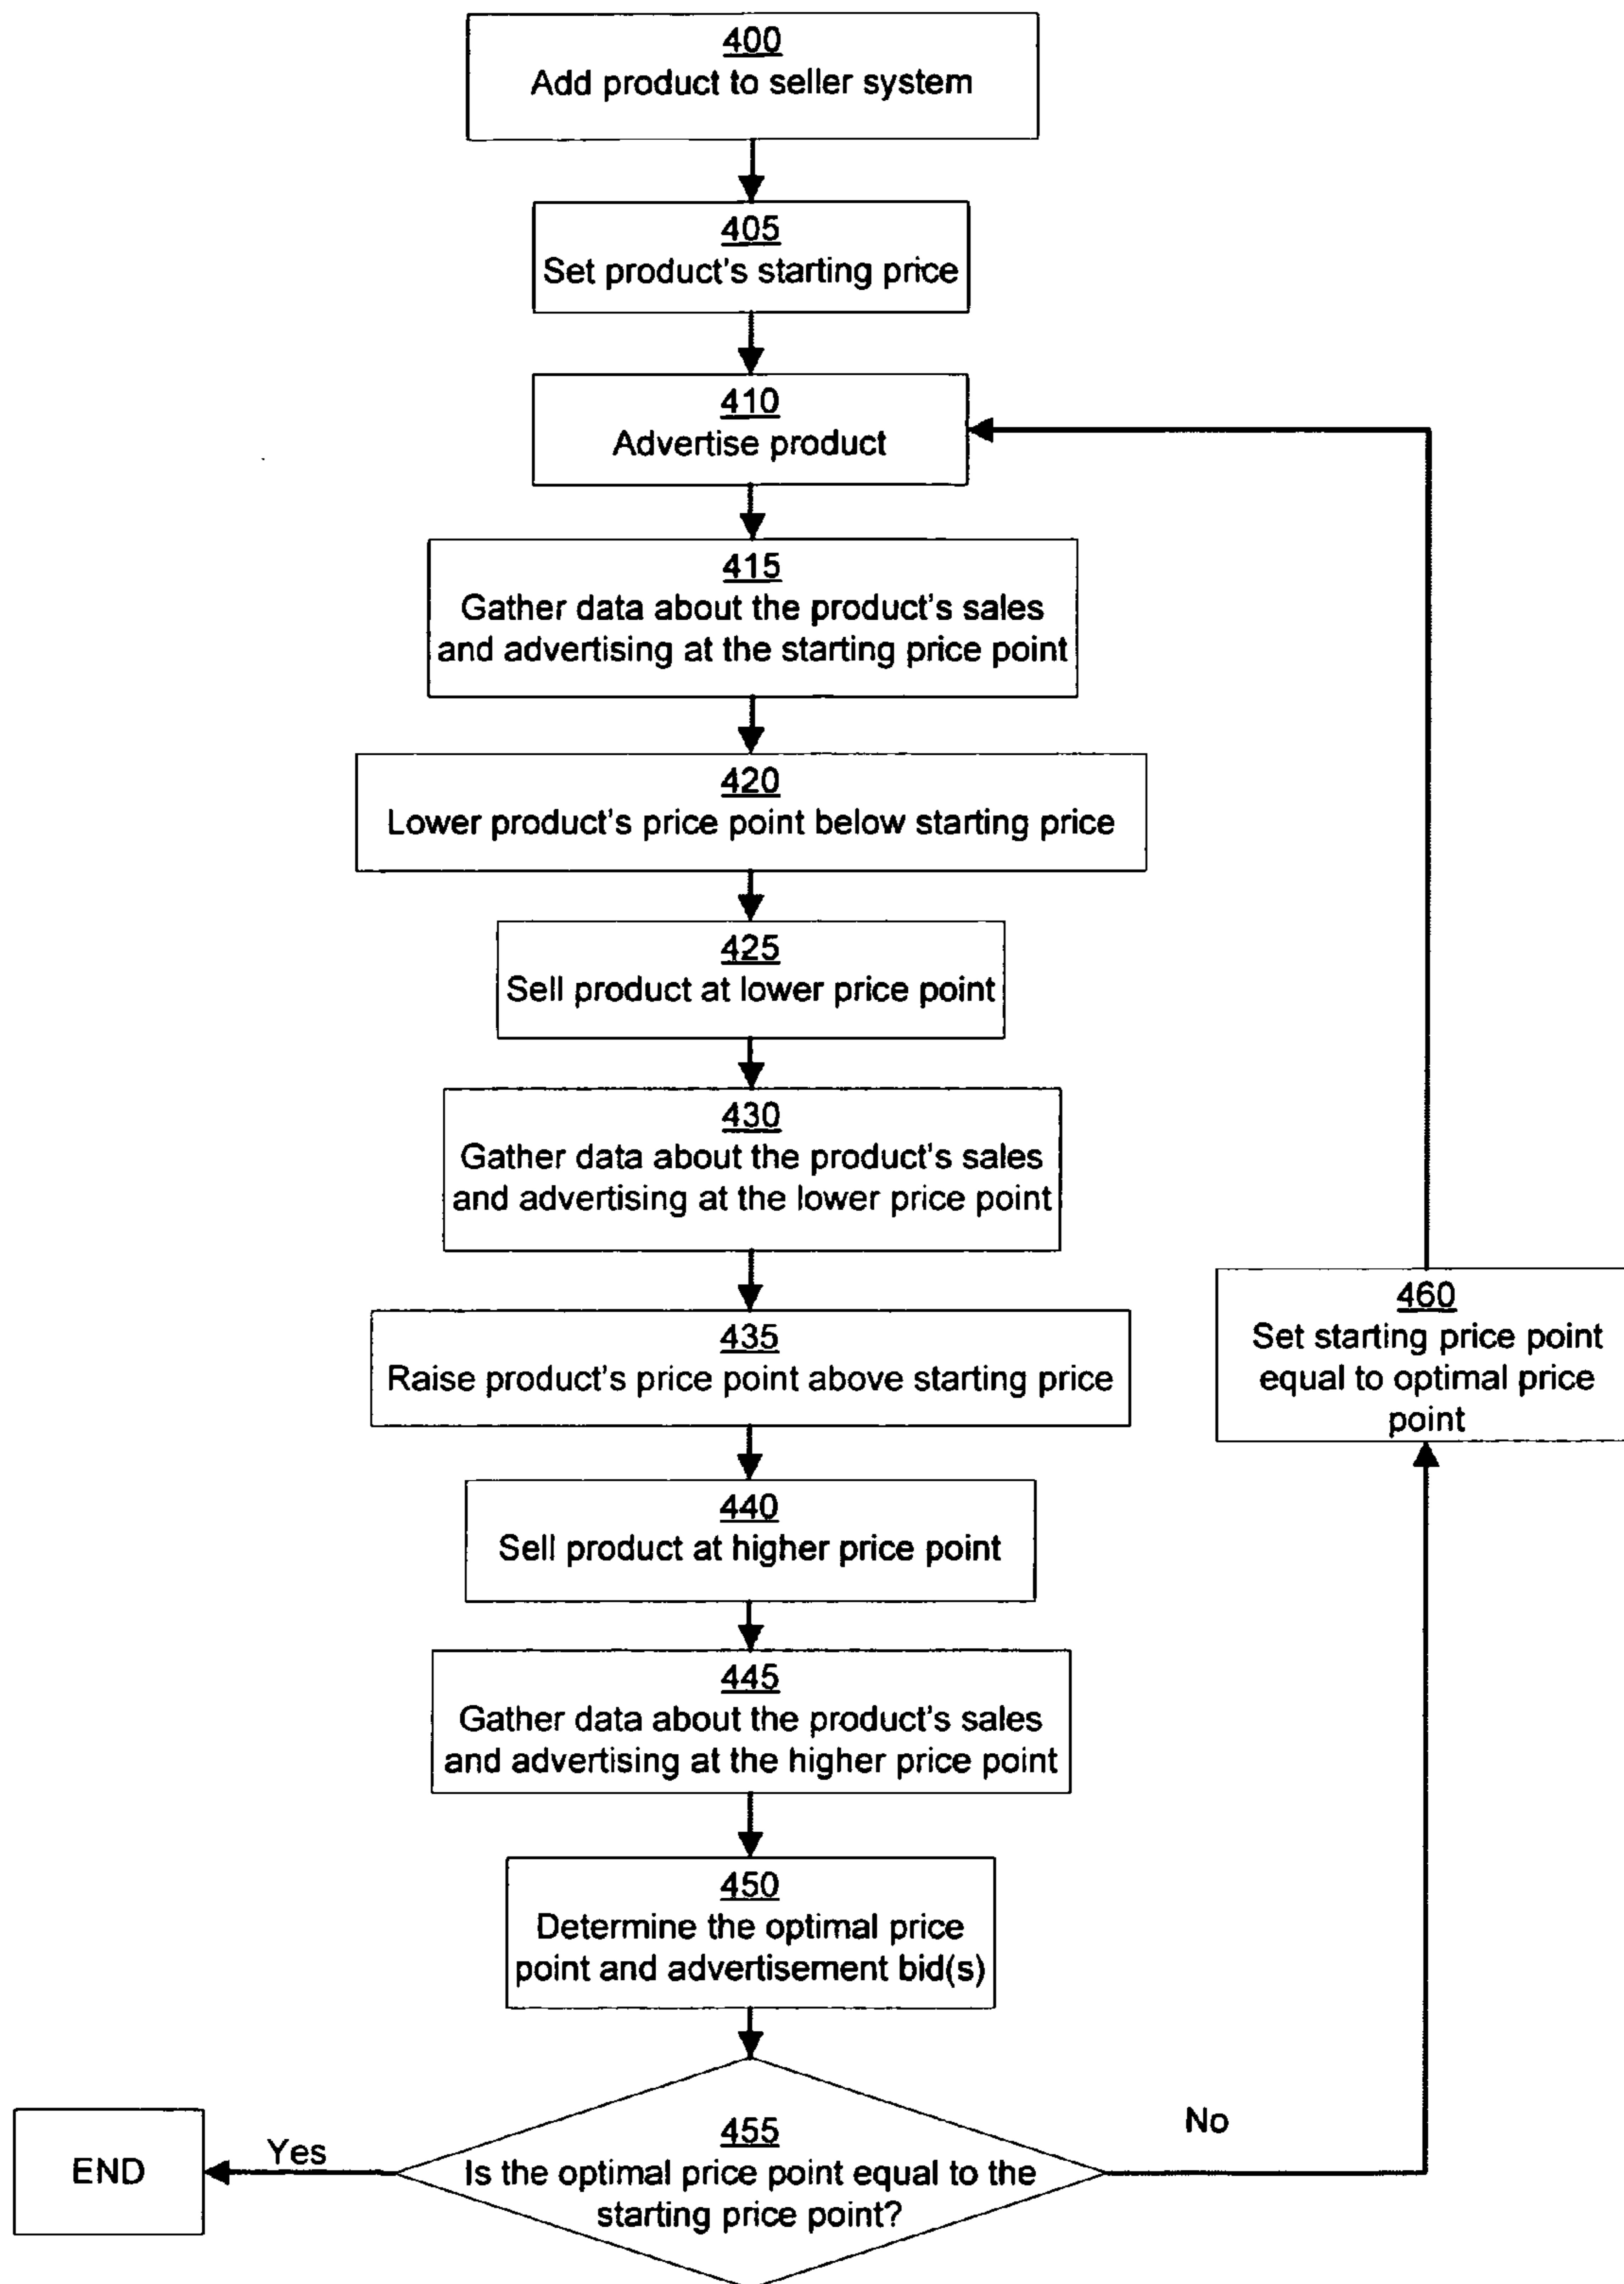 400
Add product to seller system
405
Set product's starting price
410
Advertise product
415
Gather data about the product's sales
and advertising at the starting price point
420
Lower product's price point below starting price
425
Sell product at lower price point
430
Gather data about the product's sales
and advertising at the lower price point
435
Raise product's price point above starting price
460
Set starting price point
equal to optimal price
point
440
Sell product at higher price point
445
Gather data about the product's sales
and advertising at the higher price point
450
Determine the optimal price
point and advertisement bid(s)
455
Is the optimal price point equal to the
starting price point?
Yes
END
No